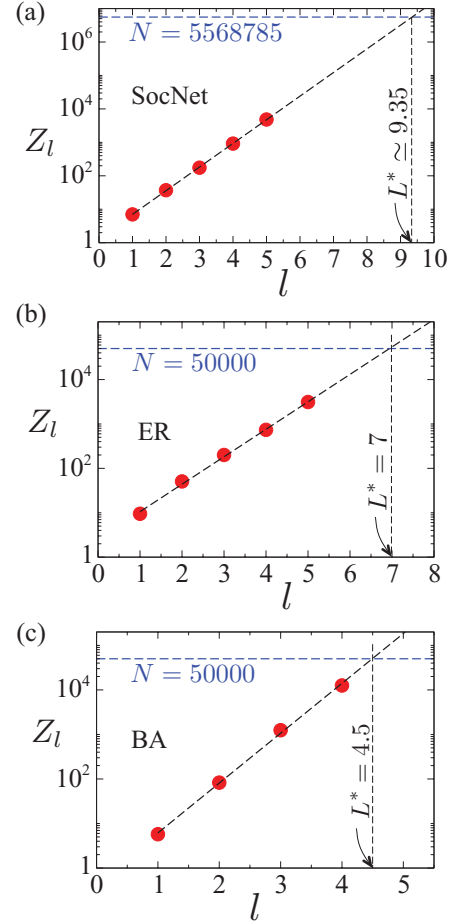 (a)
10^6
N = 5568785
SocNet
10^4
Z_l
10^2
L^* ≃ 9.35
1
0 1 2 3 4 5 6 7 8 9 10
l
(b)
N = 50000
10^4
Z_l
ER
10^2
L^* = 7
1
0 1 2 3 4 5 6 7 8
l
(c)
N = 50000
10^4
Z_l
BA
10^2
L^* = 4.5
1
0 1 2 3 4 5
l